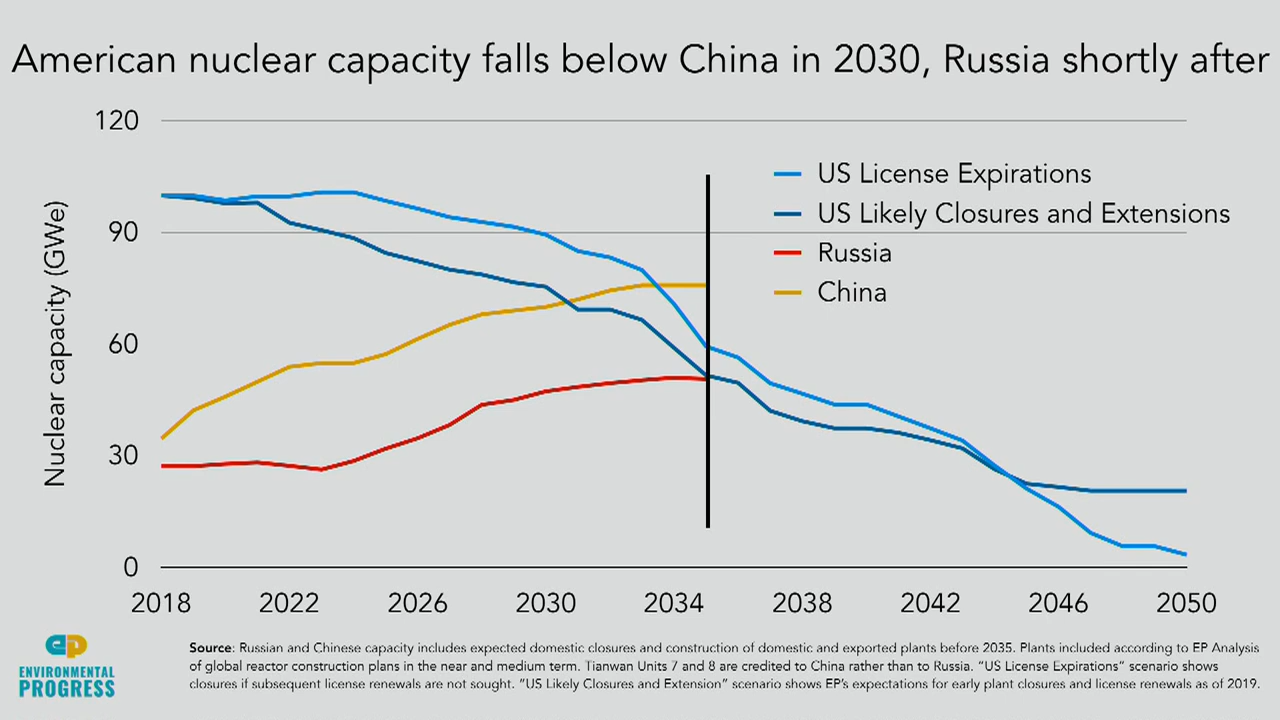 American nuclear capacity falls below China in 2030, Russia shortly after
120
90
60
30
0
Nuclear capacity (GWe)
US License Expirations
US Likely Closures and Extensions
Russia
China
2018 2022 2026 2030 2034 2038 2042 2046 2050
ep
ENVIRONMENTAL
PROGRESS
Source: Russian and Chinese capacity includes expected domestic closures and construction of domestic and exported plants before 2035. Plants included according to EP Analysis
of global reactor construction plans in the near and medium term. Tianwan Units 7 and 8 are credited to China rather than to Russia. "US License Expirations" scenario shows
closures if subsequent license renewals are not sought. "US Likely Closures and Extension" scenario shows EP's expectations for early plant closures and license renewals as of 2019.